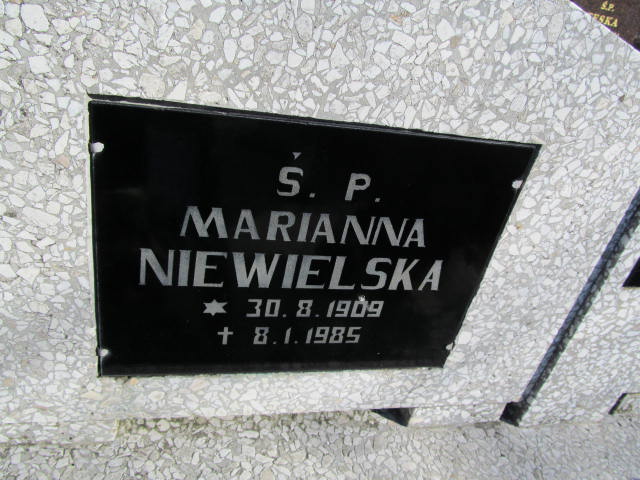 Ś. P.
MARIANNA
NIEWIELSKA
✶ 30. 8. 1909
✝ 8. 1. 1985
Ś.P.